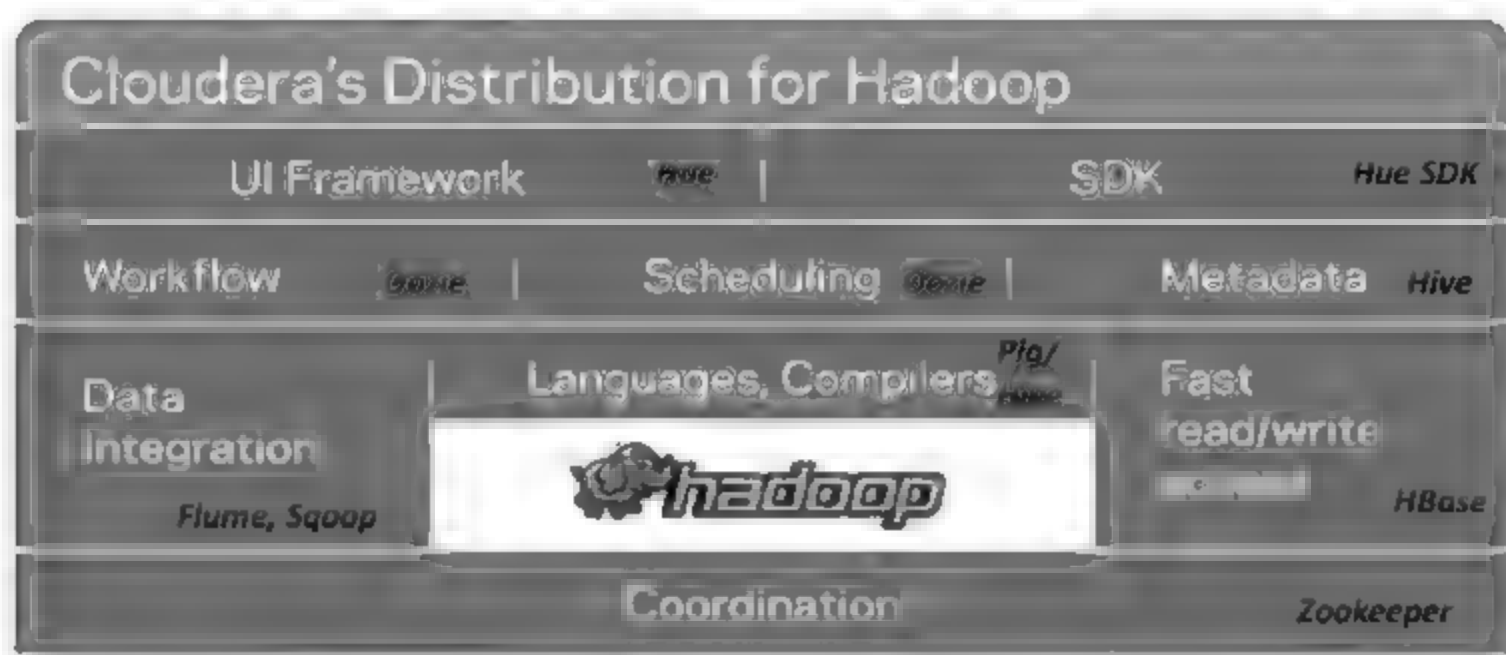 Cloudera's Distribution for Hadoop
UI Framework Hue | SDK Hue SDK
Workflow | Scheduling | Metadata Hive
Data
Integration
Flume, Sqoop
Languages, Compilers Pig/
hadoop
Fast
read/write
HBase
Coordination Zookeeper